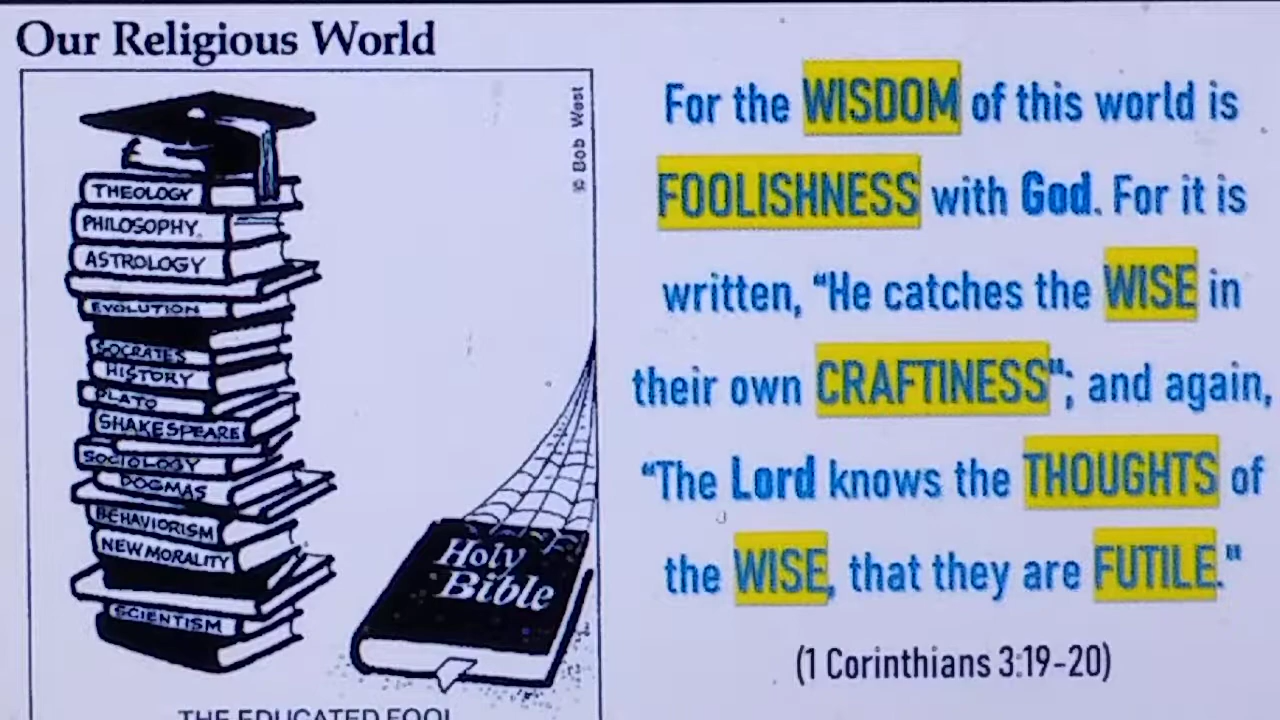 Our Religious World
© Bob West
THEOLOGY
PHILOSOPHY.
ASTROLOGY
EVOLUTION
SOCRATES
HISTORY
PLATO
SHAKESPEARE
SOCIOLOGY
DOGMAS
BEHAVIORISM
NEW MORALITY
SCIENTISM
Holy
Bible
THE EDUCATED FOOL
For the WISDOM of this world is
FOOLISHNESS with God. For it is
written, “He catches the WISE in
their own CRAFTINESS"; and again,
“The Lord knows the THOUGHTS of
the WISE, that they are FUTILE."
(1 Corinthians 3:19-20)